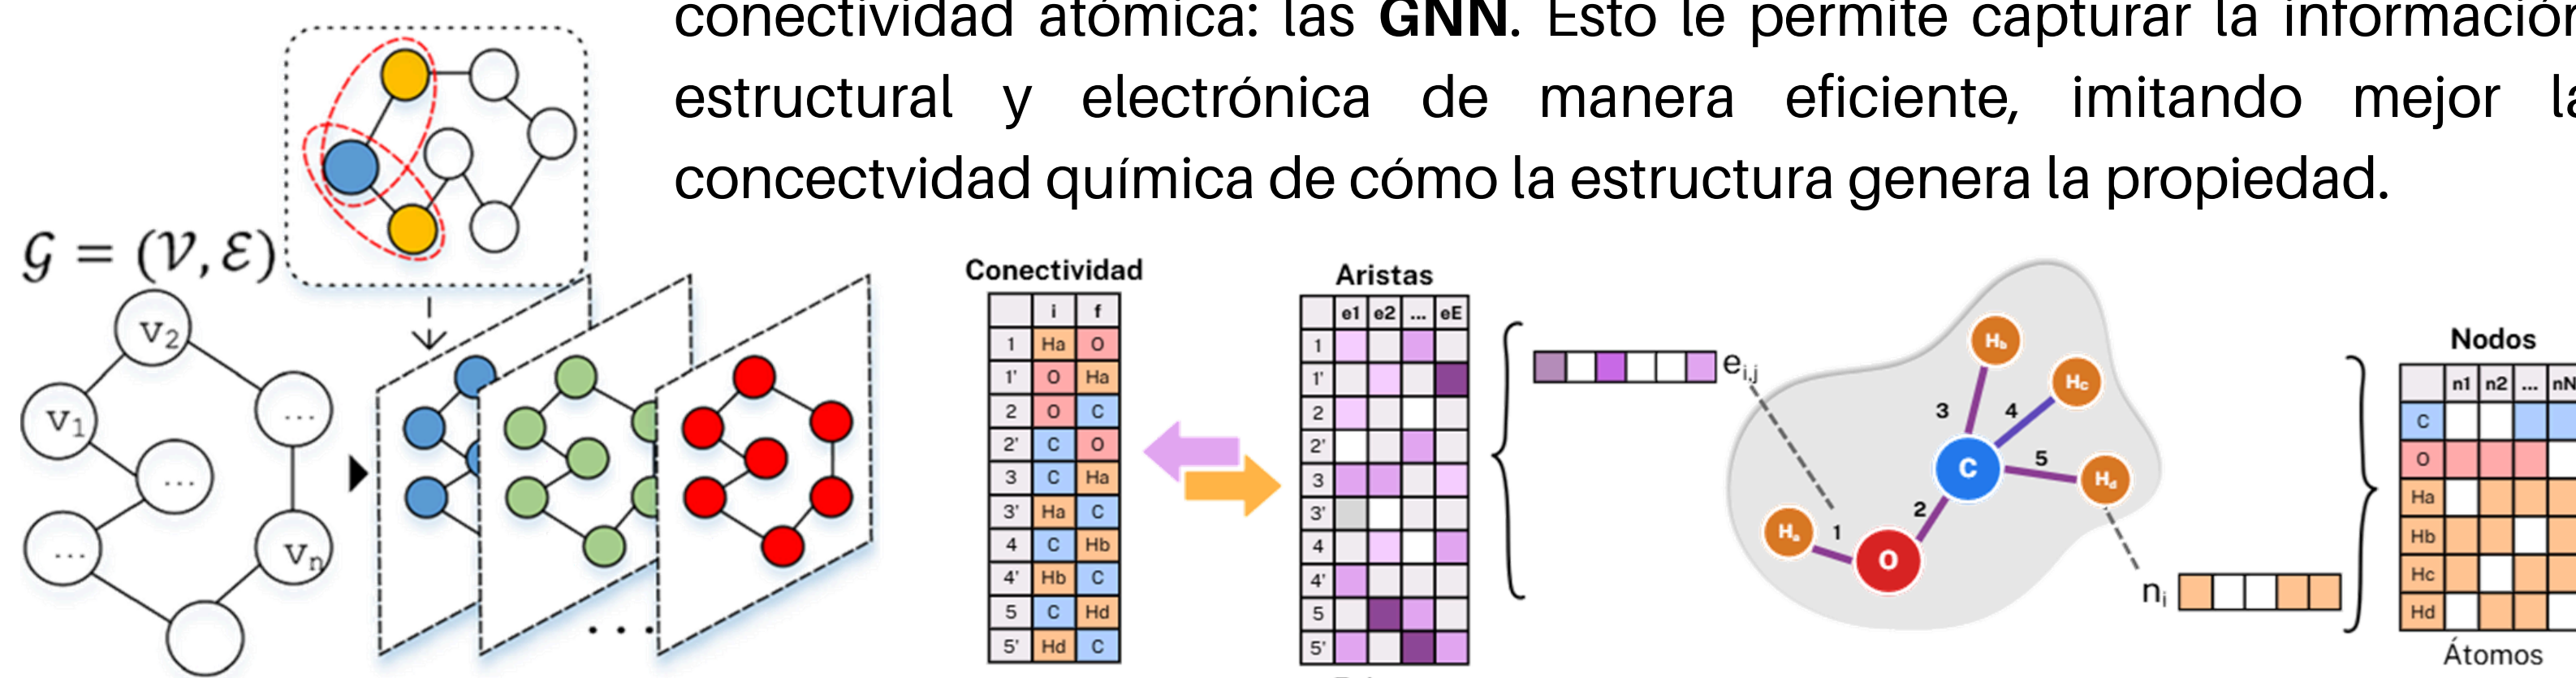 conectividad atómica: las GNN. Esto le permite capturar la información
estructural y electrónica de manera eficiente, imitando mejor la
concectvidad química de cómo la estructura genera la propiedad.
G = (V, E)
v2
v1
...
...
...
vn
...
Conectividad
i f
1 Ha O
1' O Ha
2 O C
2' C O
3 C Ha
3' Ha C
4 C Hb
4' Hb C
5 C Hd
5' Hd C
Aristas
e1 e2 ... eE
1
1'
2
2'
3
3'
4
4'
5
5'
ei,j
Hb
Hc
3
4
C
5
Hd
2
Ha
1
O
ni
Nodos
n1 n2 ... nN
C
O
Ha
Hb
Hc
Hd
Átomos